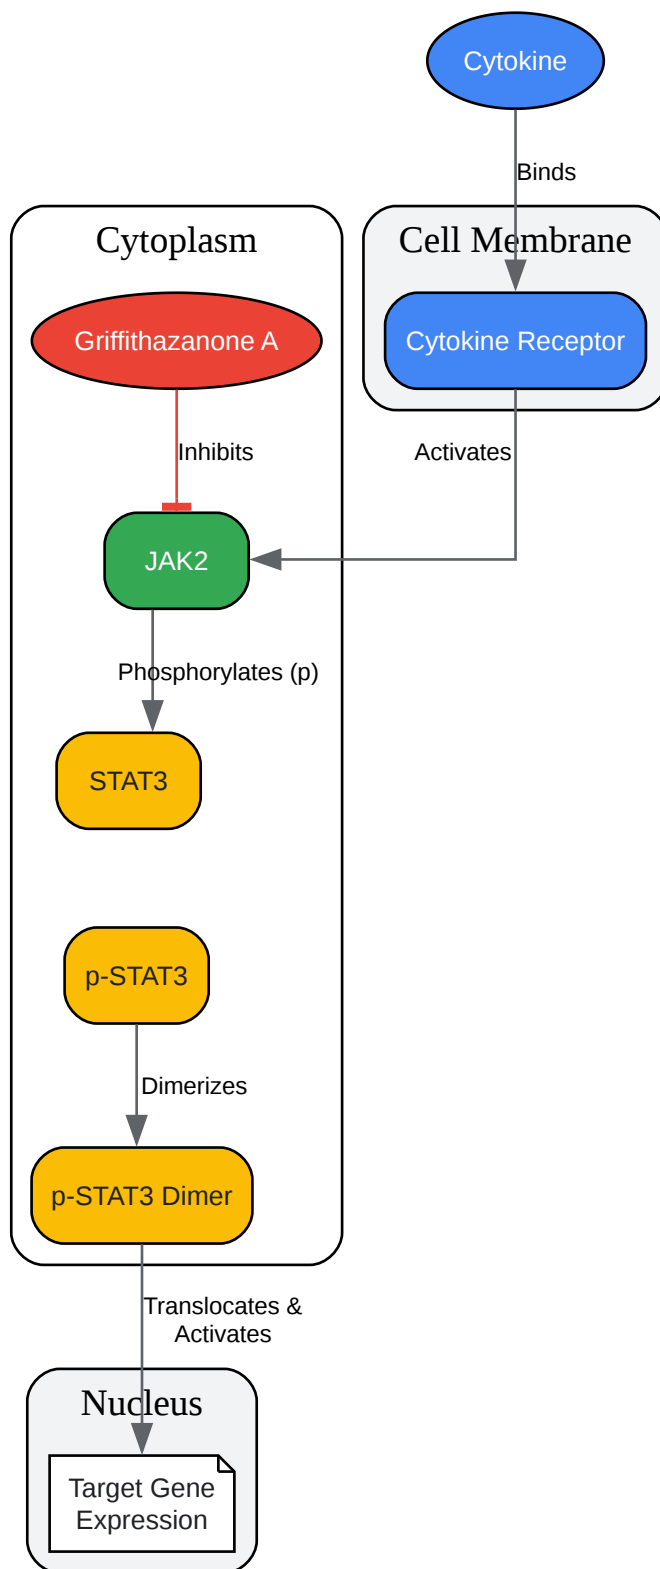 Cytokine
Binds
Cytoplasm
Cell Membrane
Griffithazanone A
Cytokine Receptor
Inhibits
Activates
JAK2
Phosphorylates (p)
STAT3
p-STAT3
Dimerizes
p-STAT3 Dimer
Translocates &
Activates
Nucleus
Target Gene
Expression